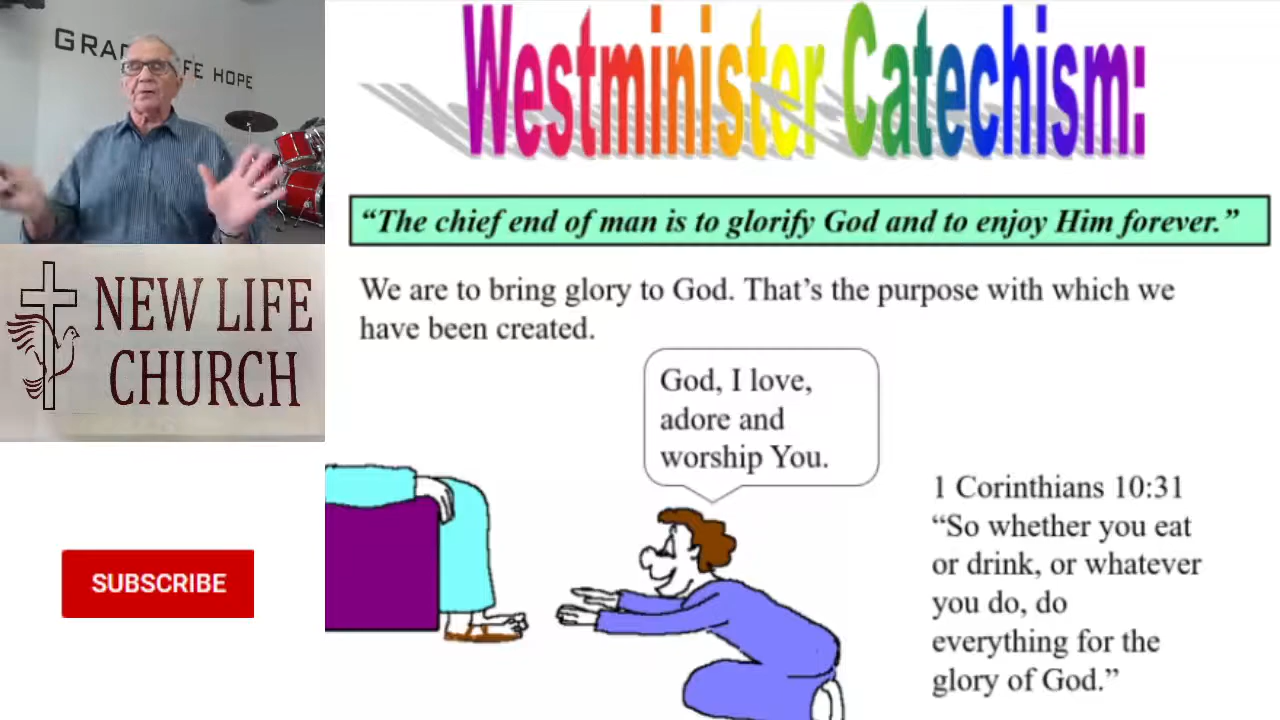 GRAC FE HOPE
NEW LIFE
CHURCH
SUBSCRIBE
Westminister Catechism:
“The chief end of man is to glorify God and to enjoy Him forever.”
We are to bring glory to God. That’s the purpose with which we
have been created.
God, I love,
adore and
worship You.
1 Corinthians 10:31
“So whether you eat
or drink, or whatever
you do, do
everything for the
glory of God.”